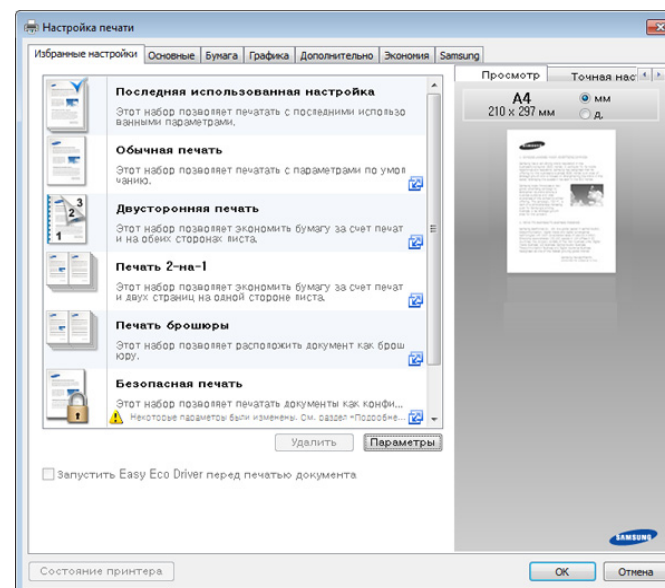 Настройка печати
Избранные настройки Основные Бумага Графика Дополнительно Экономия Samsung
Последняя использованная настройка
Этот набор позволяет печатать с последними использо
ванными параметрами.
Обычная печать
Этот набор позволяет печатать с параметрами по умол
чанию.
Двусторонняя печать
Этот набор позволяет экономить бумагу за счет печат
и на обеих сторонах листа.
Печать 2-на-1
Этот набор позволяет экономить бумагу за счет печат
и двух страниц на одной стороне листа.
Печать брошюры
Этот набор позволяет расположить документ как брош
юру.
Безопасная печать
Этот набор позволяет печатать документы как конфи...
Некоторые параметры были изменены. См. раздел "Подробне...
Удалить Параметры
Запустить Easy Eco Driver перед печатью документа
Просмотр Точная нас
A4
210 x 297 мм
мм
д.
SAMSUNG
Состояние принтера
OK Отмена